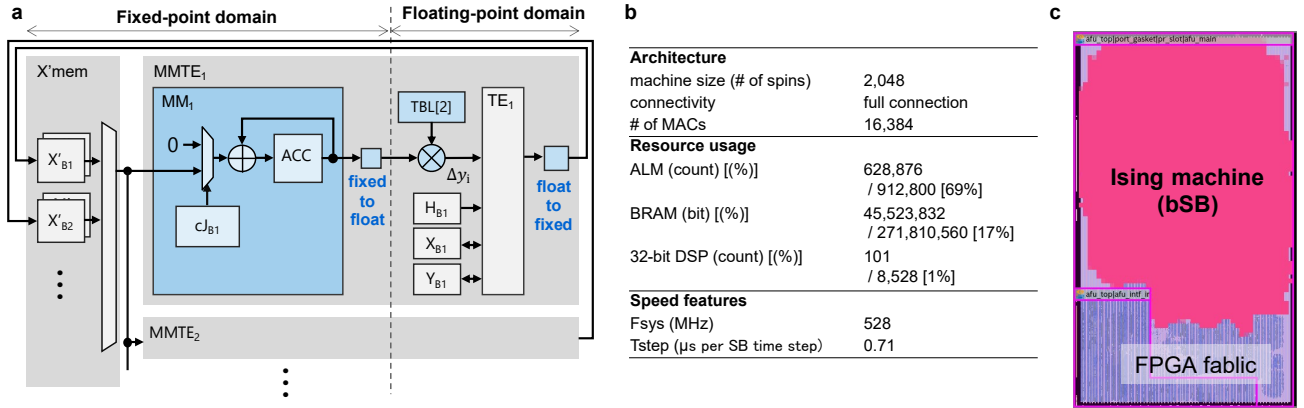 a
Fixed-point domain
Floating-point domain
X'mem
MMTE1
MM1
TBL[2]
TE1
0
X'B1
ACC
Δyi
fixed
to
float
float
to
fixed
HB1
X'B2
cJB1
XB1
YB1
MMTE2
b
Architecture
machine size (# of spins) 2,048
connectivity full connection
# of MACs 16,384
Resource usage
ALM (count) [(%)] 628,876
/ 912,800 [69%]
BRAM (bit) [(%)] 45,523,832
/ 271,810,560 [17%]
32-bit DSP (count) [(%)] 101
/ 8,528 [1%]
Speed features
Fsys (MHz) 528
Tstep (μs per SB time step) 0.71
c
afu_top|port_gasket|pr_slot|afu_main
Ising machine
(bSB)
afu_top|afu_intf_in
FPGA fablic